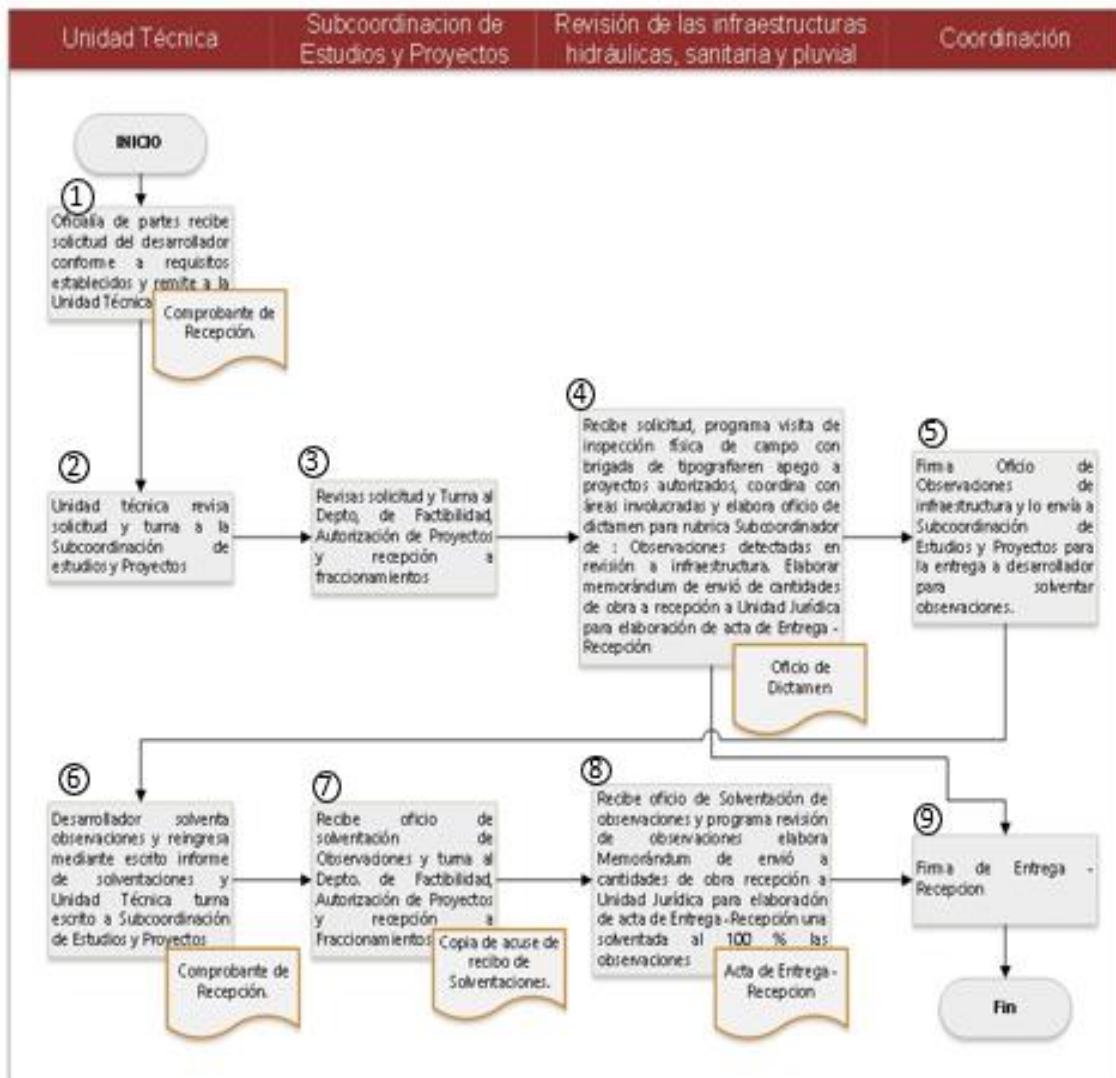 Unidad Técnica
Subcoordinacion de
Estudios y Proyectos
Revisión de las infraestructuras
hidráulicas, sanitaria y pluvial
Coordinación
INICIO
1
Oficialía de partes recibe
solicitud del desarrollador
conforme a requisitos
establecidos y remite a la
Unidad Técnica
Comprobante de
Recepción.
2
Unidad técnica revisa
solicitud y turna a la
Subcoordinación de
estudios y Proyectos
3
Revisas solicitud y Turna al
Depto, de Factibilidad,
Autorización de Proyectos
y recepción a
fraccionamientos
4
Recibe solicitud, programa visita de
inspección física de campo con
brigada de tipografiaren apego a
proyectos autorizados, coordina con
áreas involucradas y elabora oficio de
dictamen para rubrica Subcoordinador
de : Observaciones detectadas en
revisión a infraestructura. Elaborar
memorándum de envió de cantidades
de obra a recepción a Unidad Jurídica
para elaboración de acta de Entrega -
Recepción
Oficio de
Dictamen
5
Firma Oficio de
Observaciones de
infraestructura y lo envía a
Subcoordinación de
Estudios y Proyectos para
la entrega a desarrollador
para solventar
observaciones.
6
Desarrollador solventa
observaciones y reingresa
mediante escrito informe
de solventaciones y
Unidad Técnica turna
escrito a Subcoordinación
de Estudios y Proyectos
Comprobante de
Recepción.
7
Recibe oficio de
solventación de
Observaciones y turna al
Depto. de Factibilidad,
Autorización de Proyectos
y recepción a
Fraccionamientos
Copia de acuse de
recibo de
Solventaciones.
8
Recibe oficio de Solventación de
observaciones y programa revisión
de observaciones elabora
Memorándum de envió a
cantidades de obra recepción a
Unidad Jurídica para elaboración
de acta de Entrega -Recepción una
solventada al 100 % las
observaciones
Acta de Entrega -
Recepcion
9
Firma de Entrega -
Recepcion
Fin